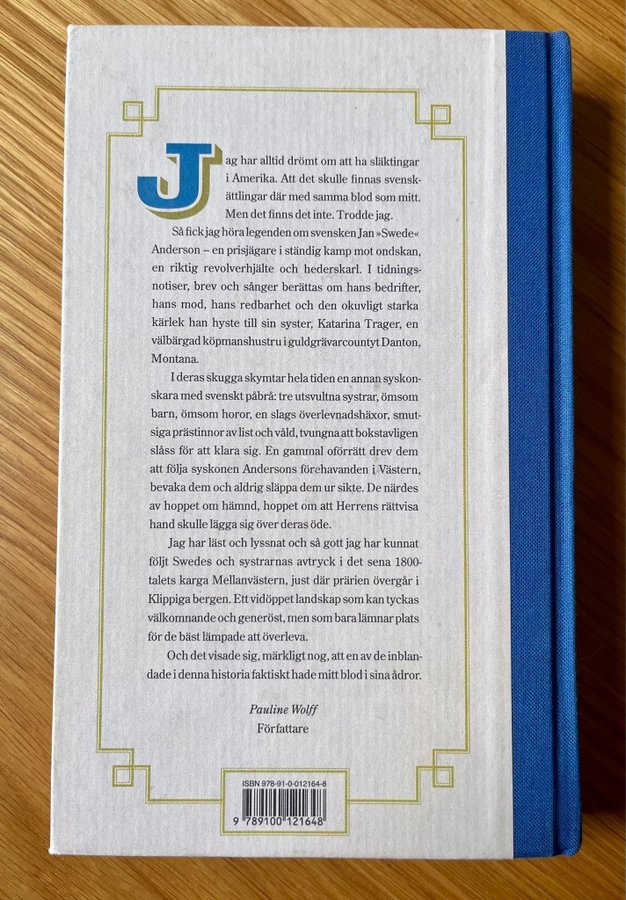 Jag har alltid drömt om att ha släktingar
i Amerika. Att det skulle finnas svensk-
ättlingar där med samma blod som mitt.
Men det finns det inte. Trodde jag.
Så fick jag höra legenden om svensken Jan »Swede«
Anderson – en prisjägare i ständig kamp mot ondskan,
en riktig revolverhjälte och hederskarl. I tidnings-
notiser, brev och sånger berättas om hans bedrifter,
hans mod, hans redbarhet och den okuvligt starka
kärlek han hyste till sin syster, Katarina Trager, en
välbärgad köpmanshustru i guldgrävarcountyt Danton,
Montana.
I deras skugga skymtar hela tiden en annan syskon-
skara med svenskt påbrå: tre utsvultna systrar, ömsom
barn, ömsom horor, en slags överlevnadshäxor, smut-
siga prästinnor av list och våld, tvungna att bokstavligen
slåss för att klara sig. En gammal oförrätt drev dem
att följa syskonen Andersons förehavanden i Västern,
bevaka dem och aldrig släppa dem ur sikte. De närdes
av hoppet om hämnd, hoppet om att Herrens rättvisa
hand skulle lägga sig över deras öde.
Jag har läst och lyssnat och så gott jag har kunnat
följt Swedes och systrarnas avtryck i det sena 1800-
talets karga Mellanvästern, just där prärien övergår i
Klippiga bergen. Ett vidöppet landskap som kan tyckas
välkomnande och generöst, men som bara lämnar plats
för de bäst lämpade att överleva.
Och det visade sig, märkligt nog, att en av de inblan-
dade i denna historia faktiskt hade mitt blod i sina ådror.
Pauline Wolff
Författare
ISBN 978-91-0-012164-8
9 789100 121648